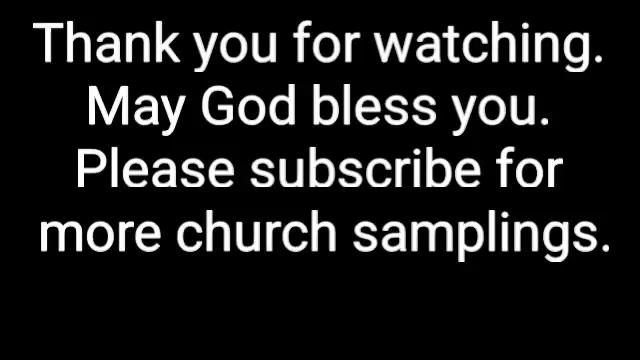 Thank you for watching.
May God bless you.
Please subscribe for
more church samplings.